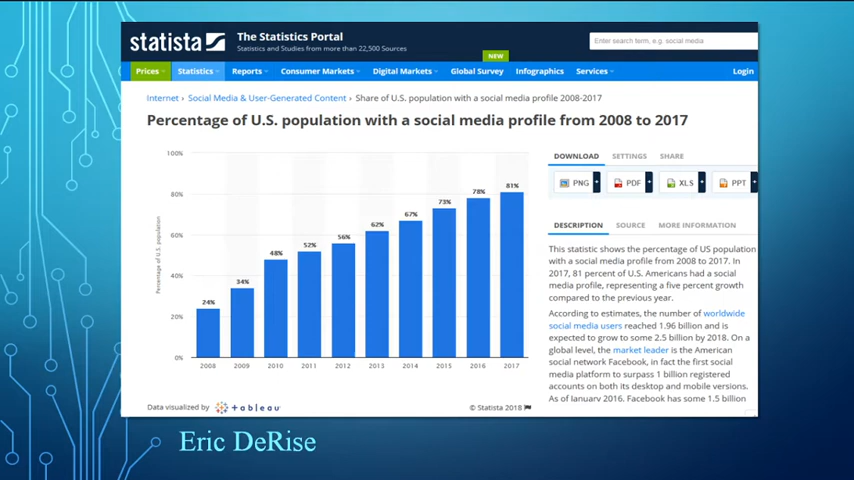 statista
The Statistics Portal
Statistics and Studies from more than 22,500 Sources
Enter search term, e.g. social media
NEW
Prices Statistics Reports Consumer Markets Digital Markets Global Survey Infographics Services Login
Internet › Social Media & User-Generated Content › Share of U.S. population with a social media profile 2008-2017
Percentage of U.S. population with a social media profile from 2008 to 2017
Percentage of U.S. population
100%
80%
60%
40%
20%
0%
24%
34%
48%
52%
56%
62%
67%
73%
78%
81%
2008 2009 2010 2011 2012 2013 2014 2015 2016 2017
Data visualized by +ableau
© Statista 2018
DOWNLOAD SETTINGS SHARE
PNG + PDF + XLS + PPT +
DESCRIPTION SOURCE MORE INFORMATION
This statistic shows the percentage of US population
with a social media profile from 2008 to 2017. In
2017, 81 percent of U.S. Americans had a social
media profile, representing a five percent growth
compared to the previous year.
According to estimates, the number of worldwide
social media users reached 1.96 billion and is
expected to grow to some 2.5 billion by 2018. On a
global level, the market leader is the American
social network Facebook, in fact the first social
media platform to surpass 1 billion registered
accounts on both its desktop and mobile versions.
As of January 2016, Facebook has some 1.5 billion
Eric DeRise